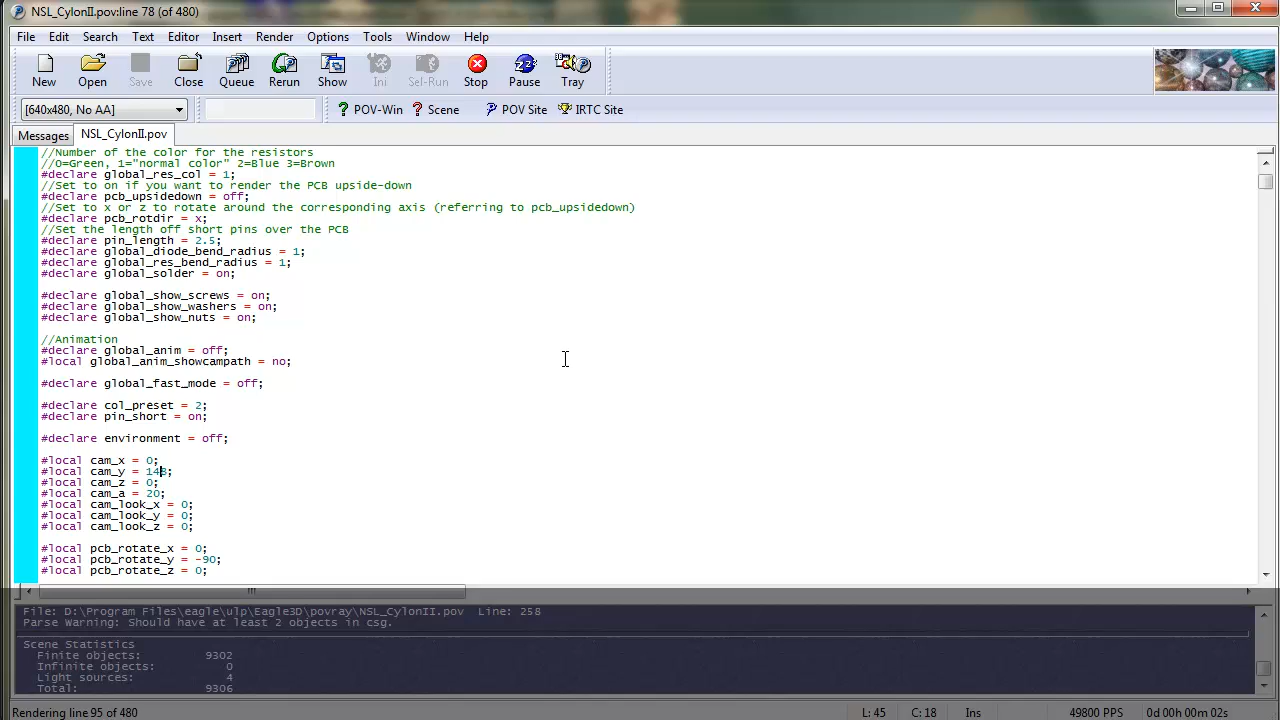 NSL_CylonII.pov:line 78 (of 480)
File Edit Search Text Editor Insert Render Options Tools Window Help
New Open Save Close Queue Rerun Show Ini Sel-Run Stop Pause Tray
[640x480, No AA] POV-Win Scene POV Site IRTC Site
Messages NSL_CylonII.pov
//Number of the color for the resistors
//0=Green, 1="normal color" 2=Blue 3=Brown
#declare global_res_col = 1;
//Set to on if you want to render the PCB upside-down
#declare pcb_upsidedown = off;
//Set to x or z to rotate around the corresponding axis (referring to pcb_upsidedown)
#declare pcb_rotdir = x;
//Set the length off short pins over the PCB
#declare pin_length = 2.5;
#declare global_diode_bend_radius = 1;
#declare global_res_bend_radius = 1;
#declare global_solder = on;
#declare global_show_screws = on;
#declare global_show_washers = on;
#declare global_show_nuts = on;
//Animation
#declare global_anim = off;
#local global_anim_showcampath = no;
#declare global_fast_mode = off;
#declare col_preset = 2;
#declare pin_short = on;
#declare environment = off;
#local cam_x = 0;
#local cam_y = 148;
#local cam_z = 0;
#local cam_a = 20;
#local cam_look_x = 0;
#local cam_look_y = 0;
#local cam_look_z = 0;
#local pcb_rotate_x = 0;
#local pcb_rotate_y = -90;
#local pcb_rotate_z = 0;
File: D:\Program Files\eagle\ulp\Eagle3D\povray\NSL_CylonII.pov Line: 258
Parse Warning: Should have at least 2 objects in csg.
Scene Statistics
Finite objects: 9302
Infinite objects: 0
Light sources: 4
Total: 9306
Rendering line 95 of 480 L: 45 C: 18 Ins 49800 PPS 0d 00h 00m 02s